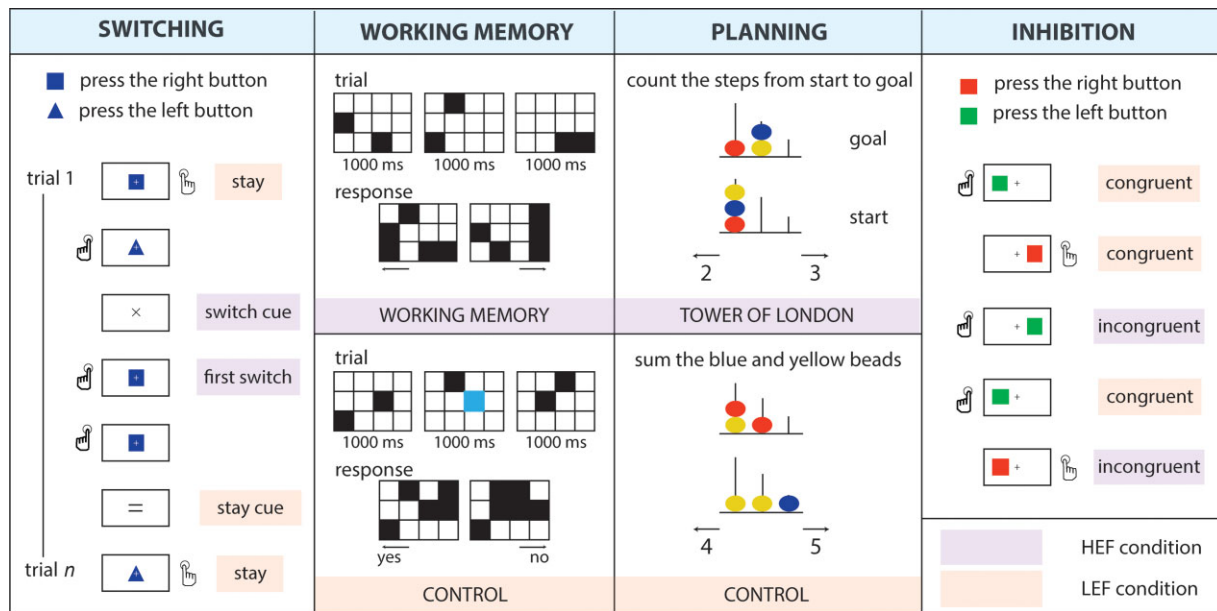 SWITCHING
press the right button
press the left button
trial 1
stay
×
switch cue
first switch
=
stay cue
trial n
stay
WORKING MEMORY
trial
1000 ms 1000 ms 1000 ms
response
WORKING MEMORY
trial
1000 ms 1000 ms 1000 ms
response
yes no
CONTROL
PLANNING
count the steps from start to goal
goal
start
2 3
TOWER OF LONDON
sum the blue and yellow beads
4 5
CONTROL
INHIBITION
press the right button
press the left button
congruent
congruent
incongruent
congruent
incongruent
HEF condition
LEF condition